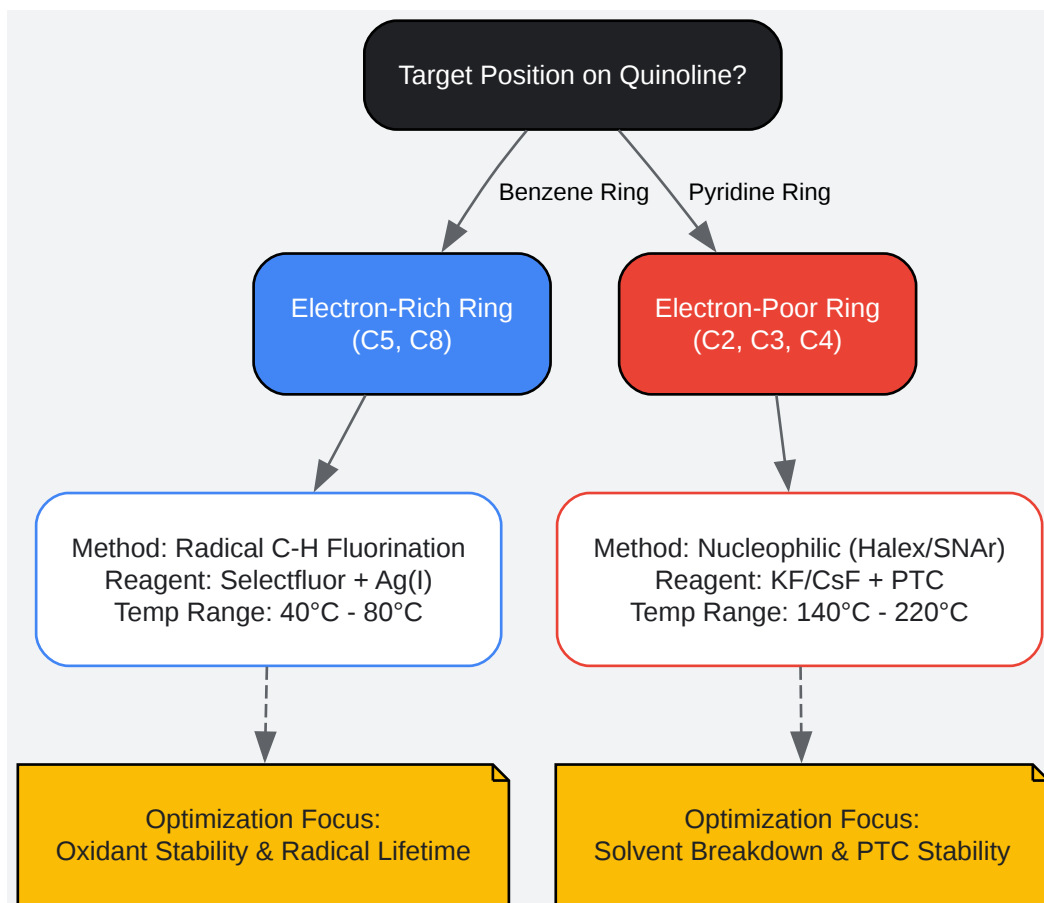 Target Position on Quinoline?
Benzene Ring
Pyridine Ring
Electron-Rich Ring
(C5, C8)
Electron-Poor Ring
(C2, C3, C4)
Method: Radical C-H Fluorination
Reagent: Selectfluor + Ag(I)
Temp Range: 40°C - 80°C
Method: Nucleophilic (Halex/SNAr)
Reagent: KF/CsF + PTC
Temp Range: 140°C - 220°C
Optimization Focus:
Oxidant Stability & Radical Lifetime
Optimization Focus:
Solvent Breakdown & PTC Stability